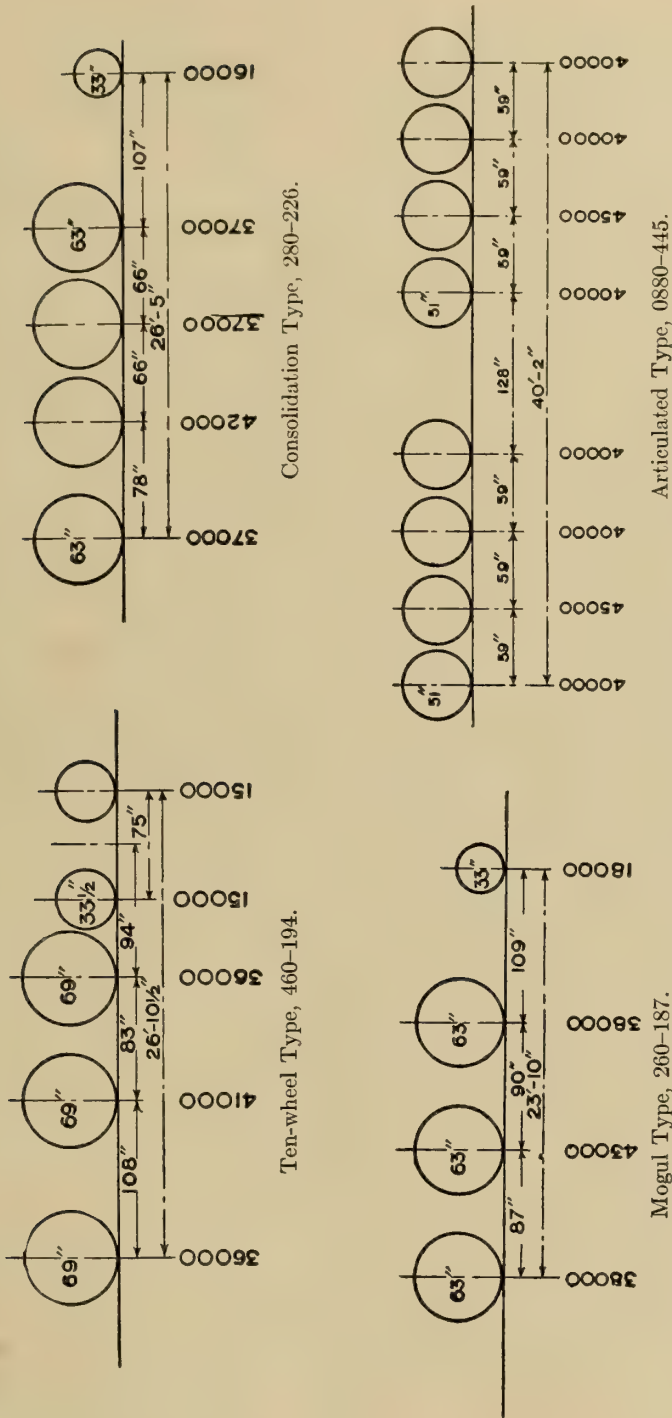 63" 63" 33"
78" 66" 66" 107"
26'-5"
37000 42000 37000 37000 16000
Consolidation Type, 280–226.
51" 51"
59" 59" 59" 128" 59" 59" 59"
40'-2"
40000 45000 40000 40000 40000 45000 40000 40000
Articulated Type, 0880–445.
69" 69" 69" 33½"
108" 83" 94" 75"
26'-10½"
36000 41000 36000 15000 15000
Ten-wheel Type, 460–194.
63" 63" 63" 33"
87" 90" 109"
23'-10"
38000 43000 38000 18000
Mogul Type, 260–187.